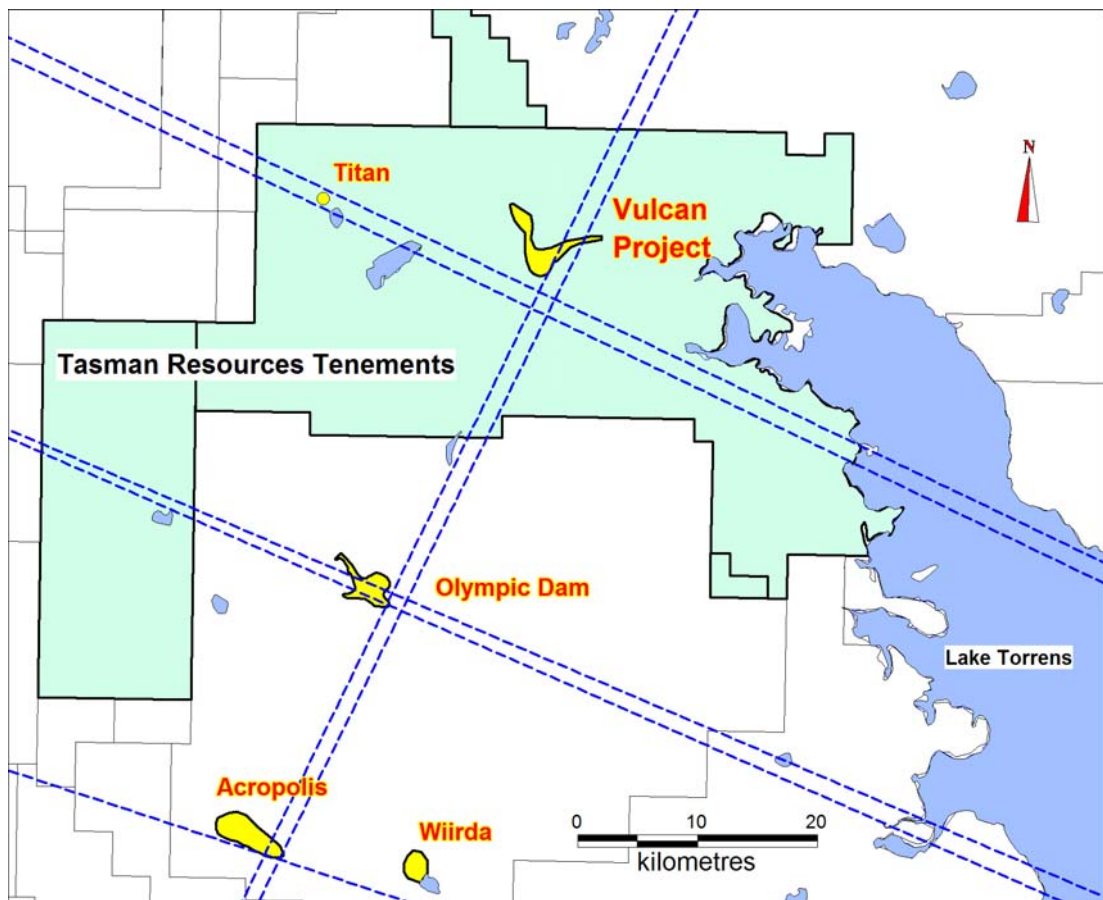 Titan
N
Vulcan
Project
Tasman Resources Tenements
Olympic Dam
Lake Torrens
Acropolis
Wiirda
0 10 20
kilometres